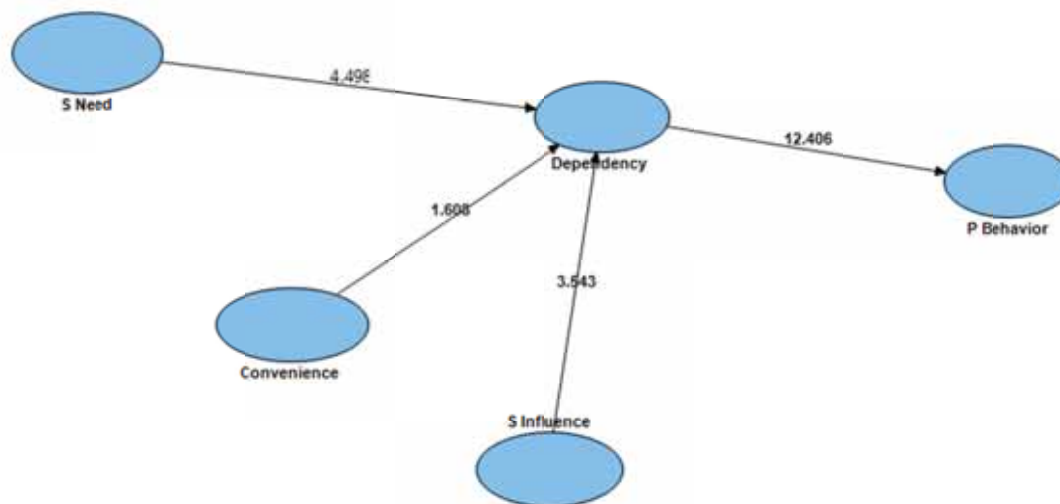 S Need
4.498
Dependency
12.406
P Behavior
1.608
Convenience
3.543
S Influence